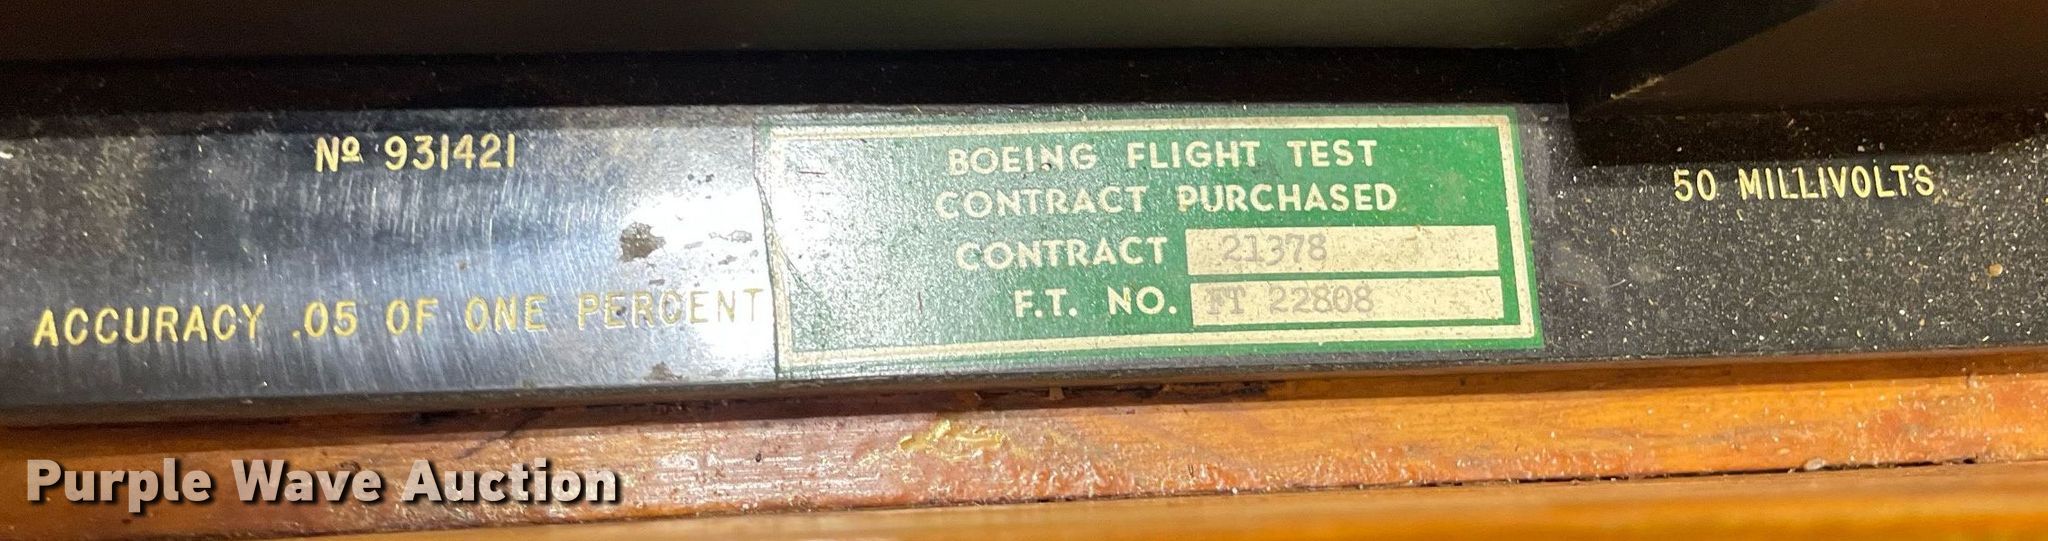 Nº 931421
ACCURACY .05 OF ONE PERCENT
BOEING FLIGHT TEST
CONTRACT PURCHASED
CONTRACT 21378
F.T. NO. FT 22808
50 MILLIVOLTS
Purple Wave Auction